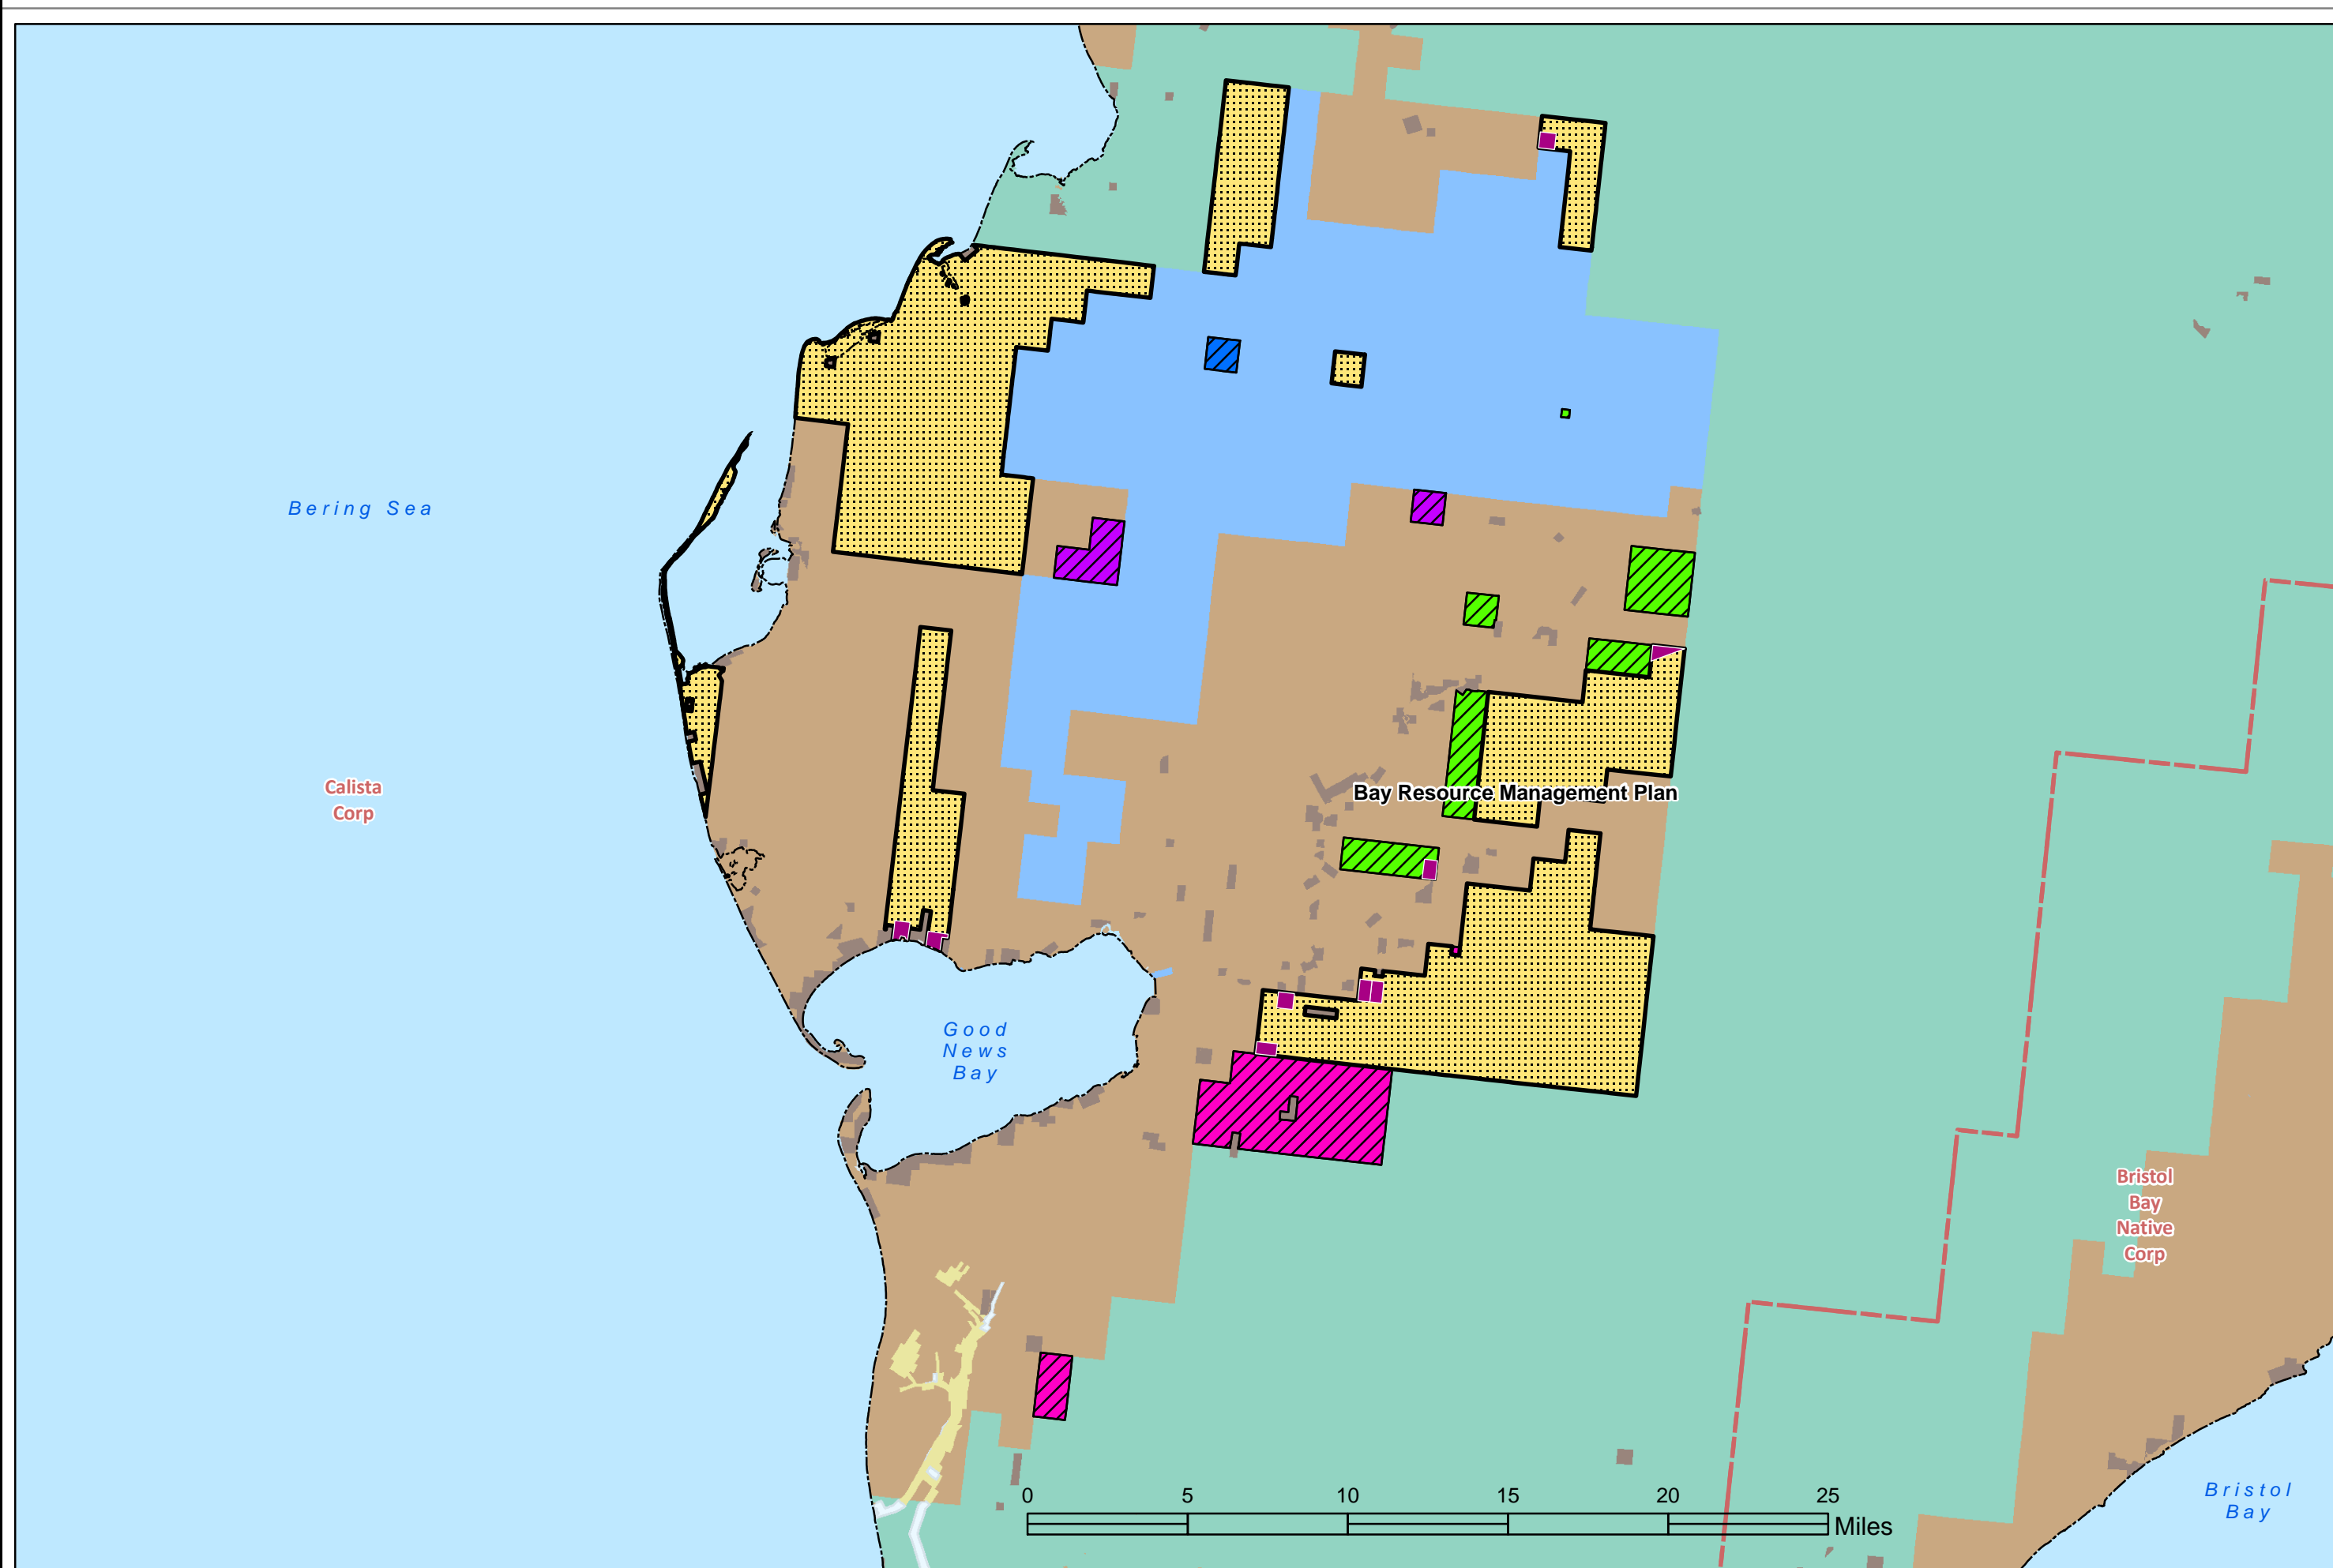 Bering Sea
Calista
Corp
Bay Resource Management Plan
Good
News
Bay
Bristol
Bay
Native
Corp
Bristol
Bay
0 5 10 15 20 25
Miles